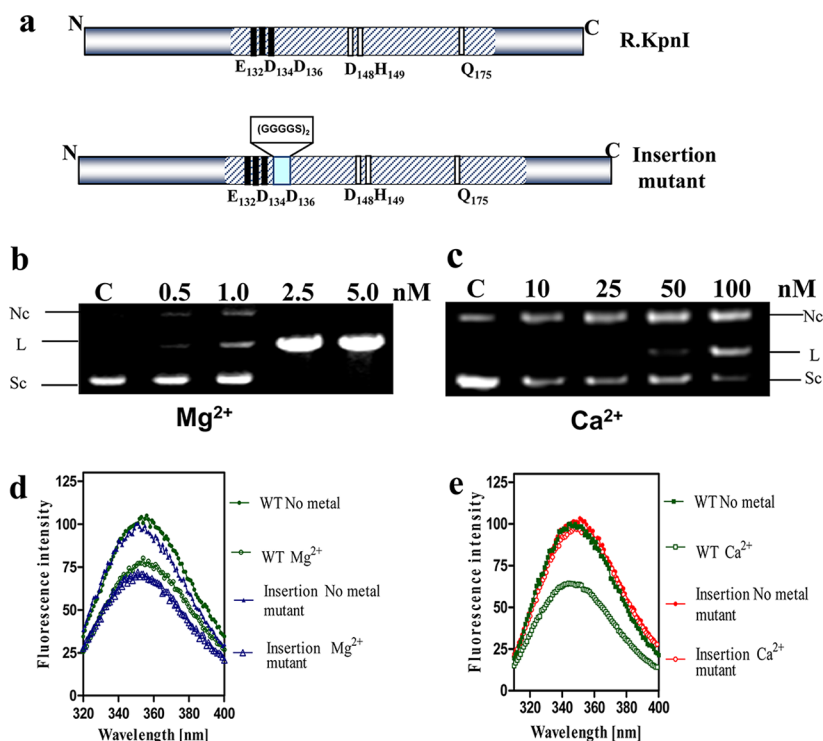 a
N
C
R.KpnI
E₁₃₂D₁₃₄D₁₃₆
D₁₄₈H₁₄₉
Q₁₇₅
(GGGGS)₂
N
C
Insertion
mutant
E₁₃₂D₁₃₄D₁₃₆
D₁₄₈H₁₄₉
Q₁₇₅
b
C 0.5 1.0 2.5 5.0 nM
Nc
L
Sc
Mg²⁺
c
C 10 25 50 100 nM
Nc
L
Sc
Ca²⁺
d
Fluorescence intensity
125
100
75
50
25
0
320 340 360 380 400
Wavelength [nm]
WT No metal
WT Mg²⁺
Insertion No metal
mutant
Insertion Mg²⁺
mutant
e
Fluorescence intensity
125
100
75
50
25
0
320 340 360 380 400
Wavelength [nm]
WT No metal
WT Ca²⁺
Insertion No metal
mutant
Insertion Ca²⁺
mutant